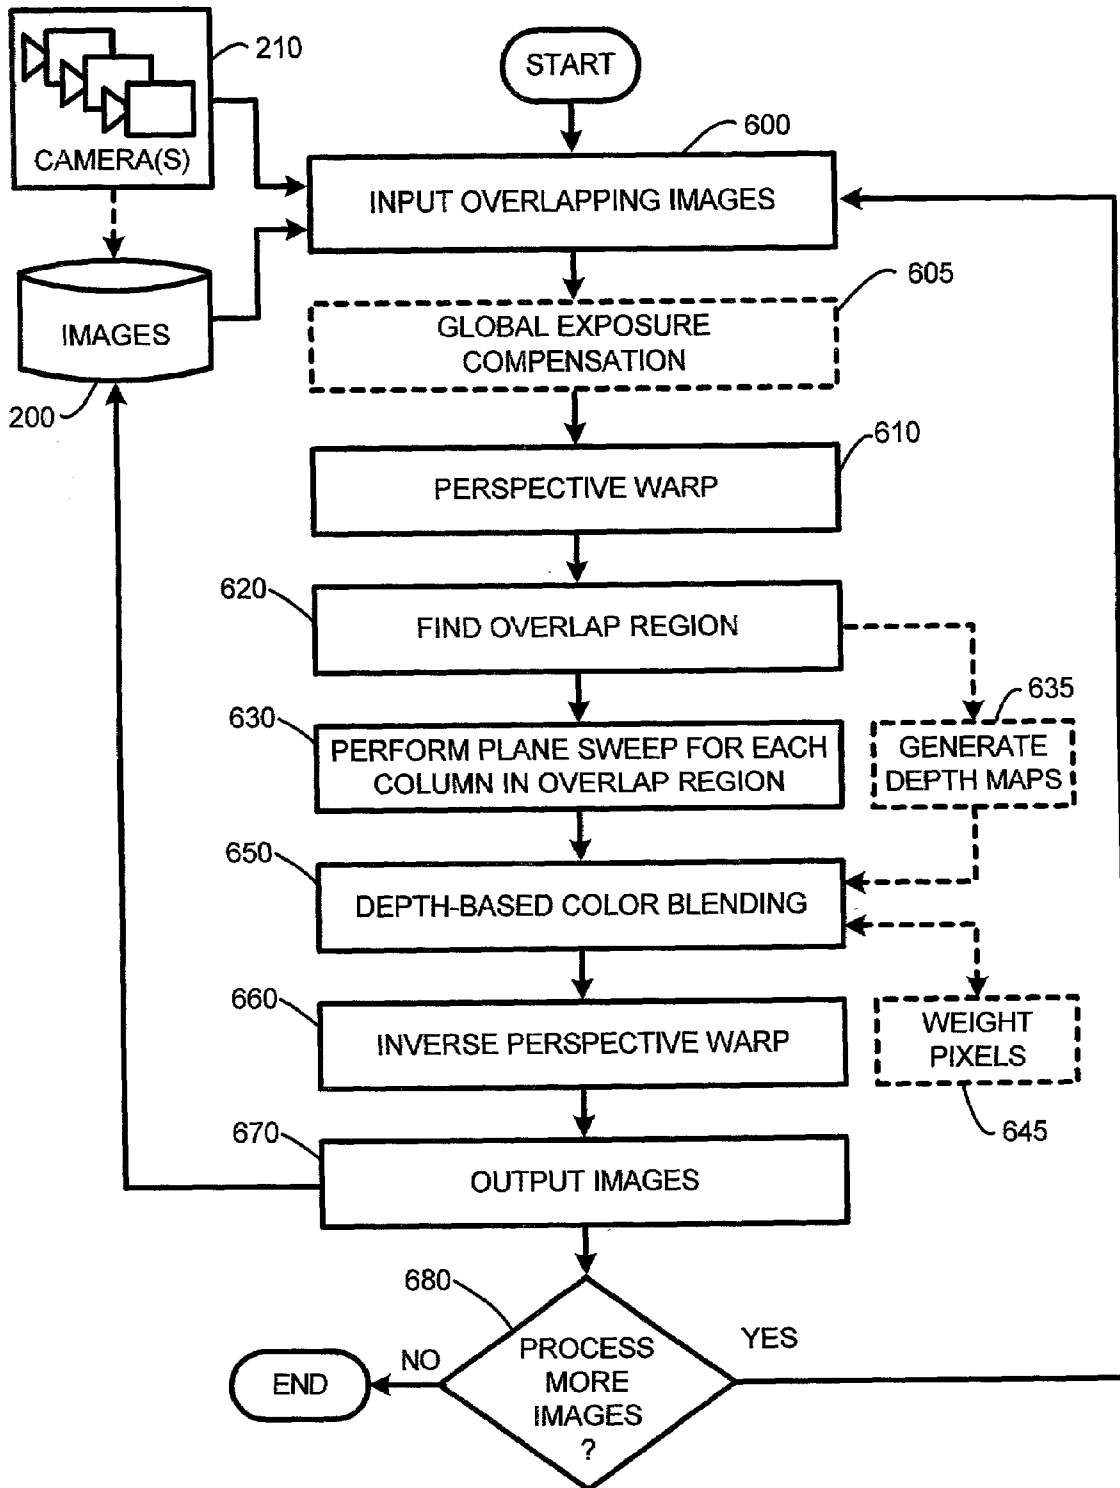 210
START
CAMERA(S)
600
INPUT OVERLAPPING IMAGES
605
IMAGES
200
GLOBAL EXPOSURE
COMPENSATION
610
PERSPECTIVE WARP
620
FIND OVERLAP REGION
630
PERFORM PLANE SWEEP FOR EACH
COLUMN IN OVERLAP REGION
635
GENERATE
DEPTH MAPS
650
DEPTH-BASED COLOR BLENDING
660
INVERSE PERSPECTIVE WARP
WEIGHT
PIXELS
645
670
OUTPUT IMAGES
680
PROCESS
MORE
IMAGES
?
YES
NO
END